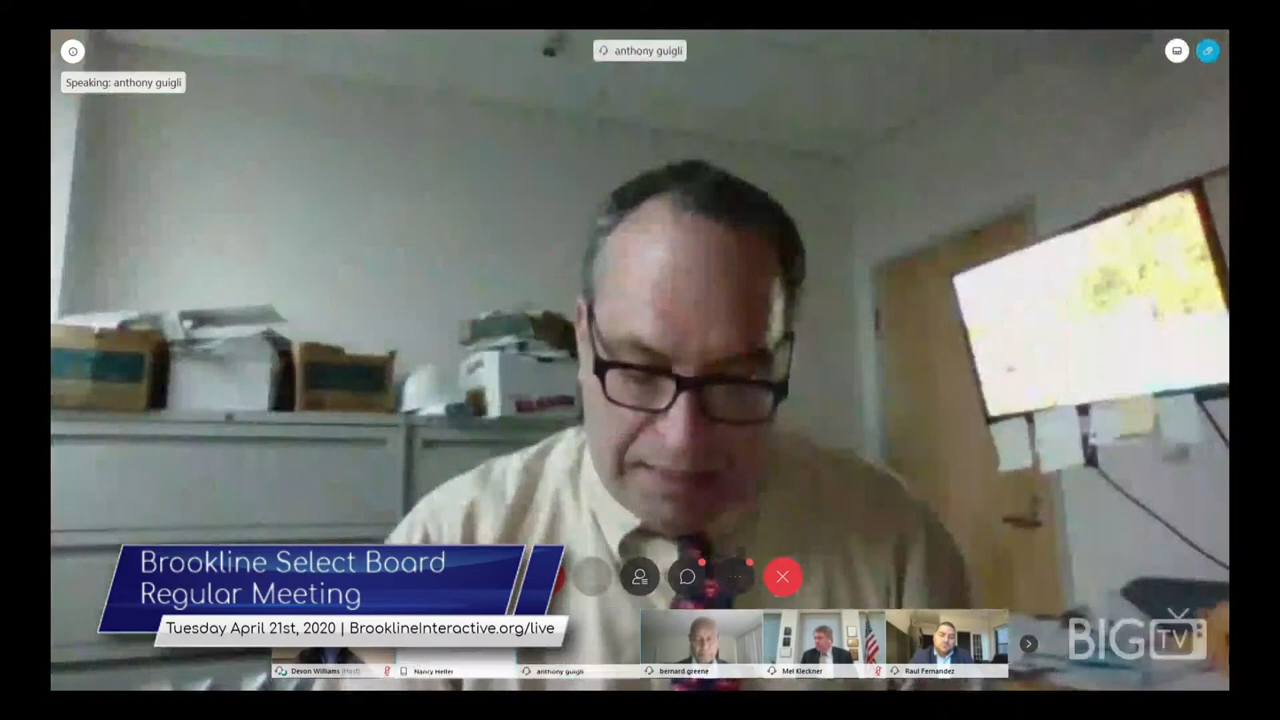 anthony guigli
Speaking: anthony guigli
Brookline Select Board
Regular Meeting
Tuesday April 21st, 2020 | BrooklineInteractive.org/live
BIG TV
Devon Williams (Host)
Nancy Heller
anthony guigli
bernard greene
Mel Kleckner
Raul Fernandez